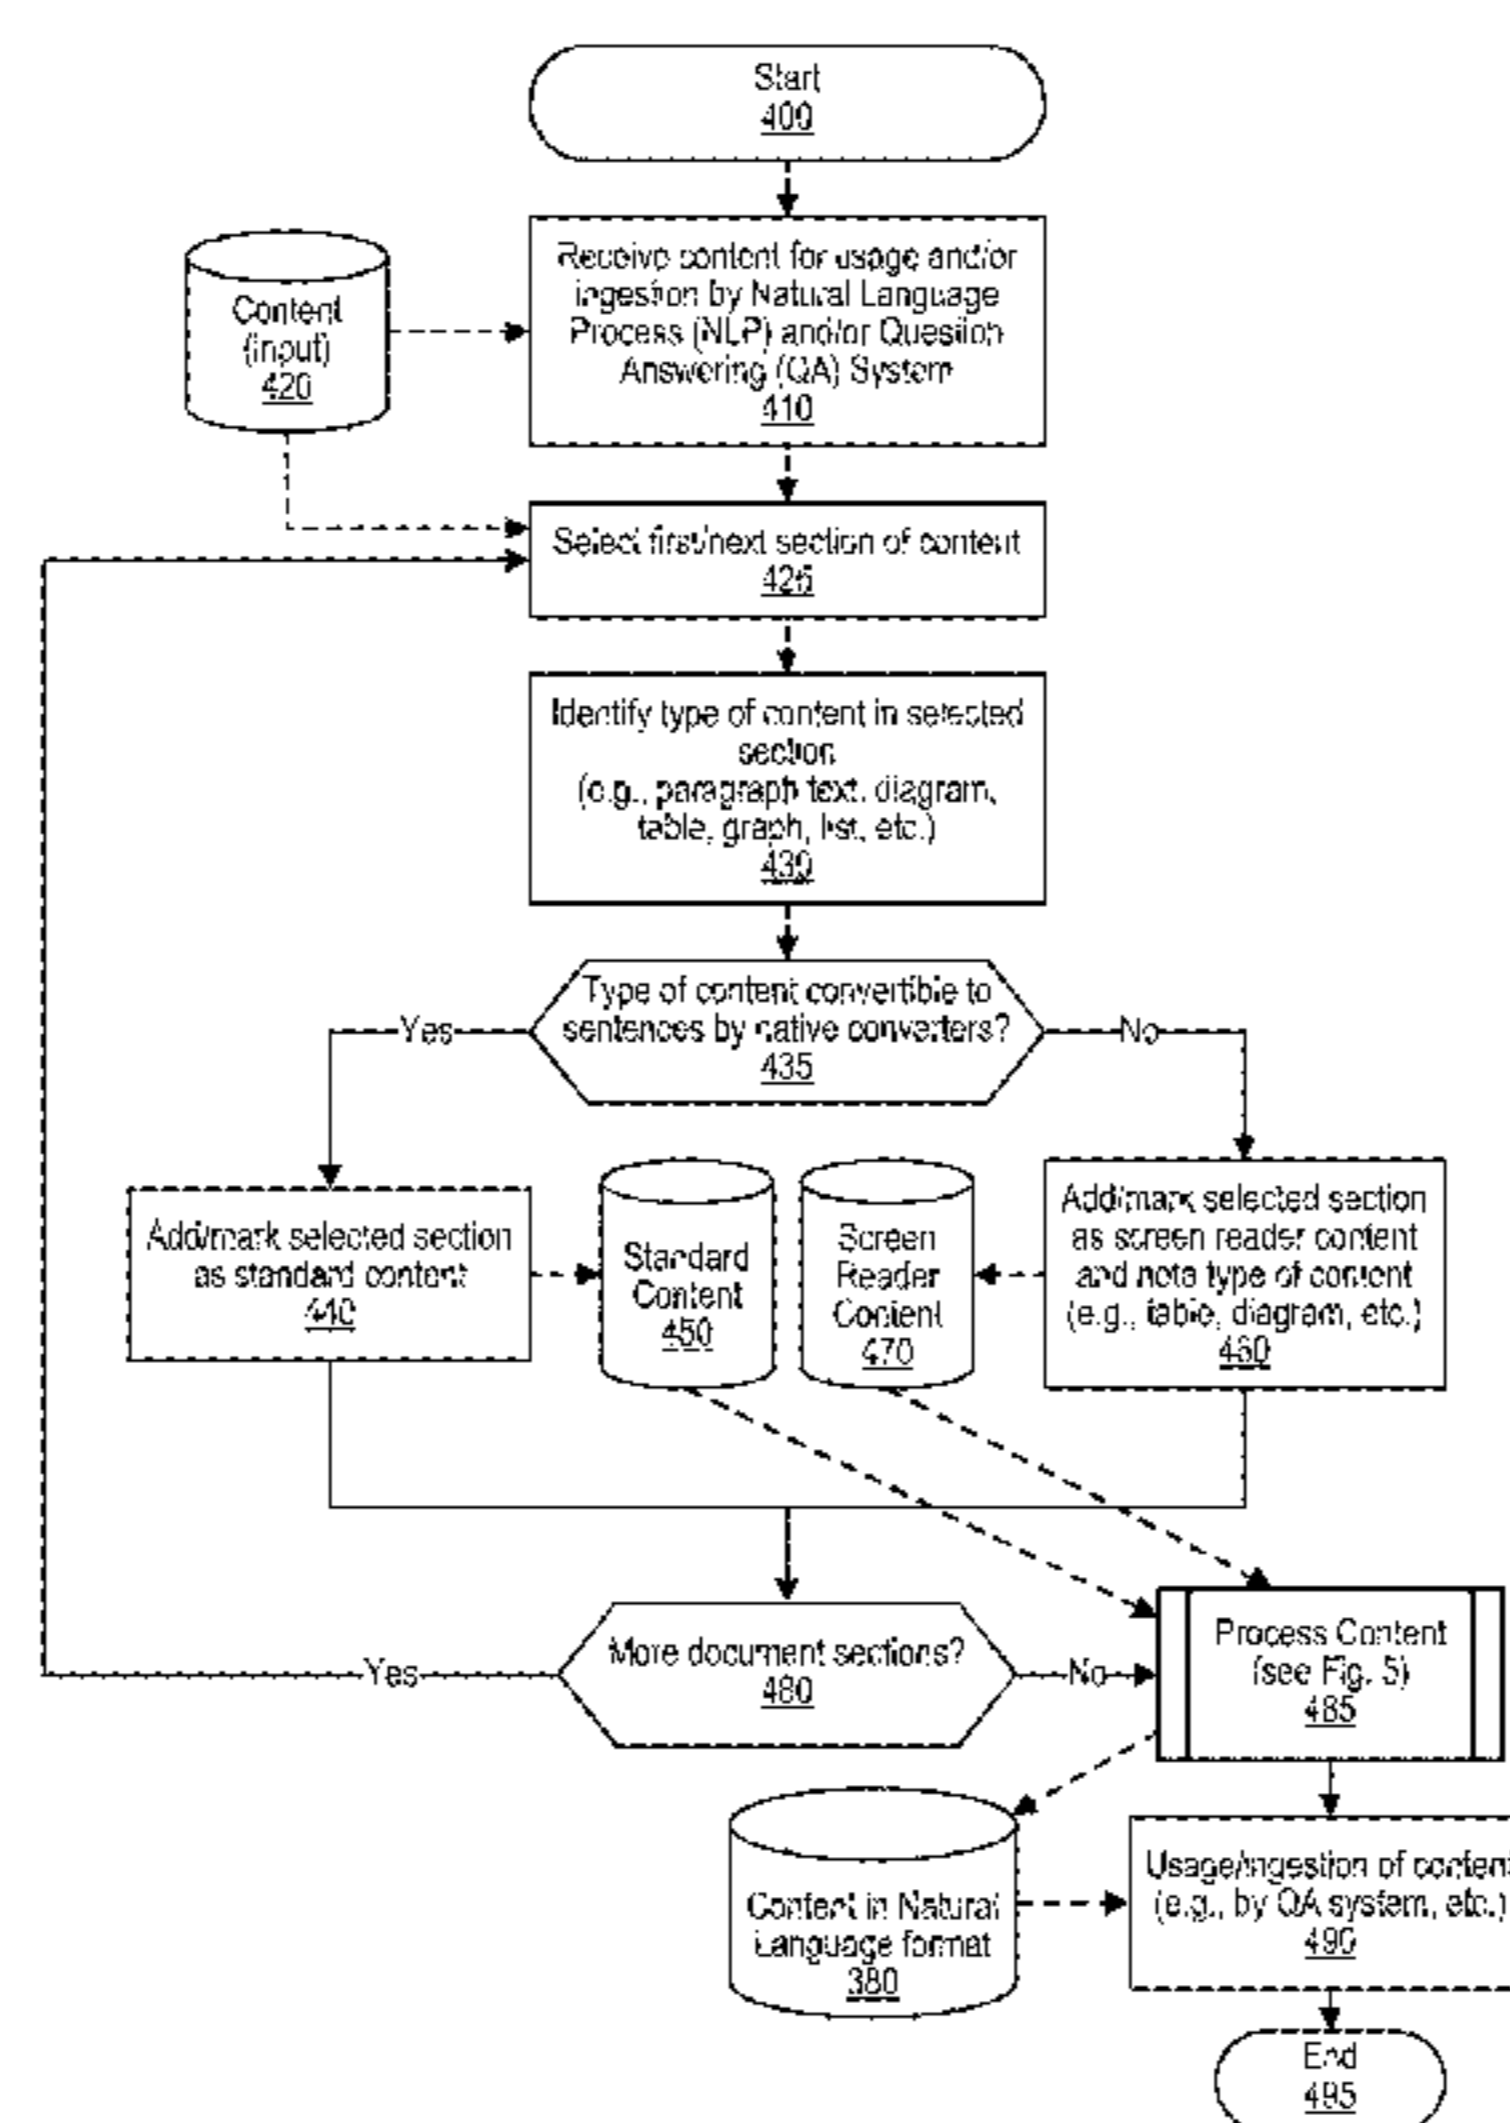 Start
400
Receive content for usage and/or
ingestion by Natural Language
Process (NLP) and/or Question
Answering (QA) System
410
Content
(input)
420
Select first/next section of content
425
Identify type of content in selected
section
(e.g., paragraph text, diagram,
table, graph, list, etc.)
430
Type of content convertible to
sentences by native converters?
435
Yes
No
Add/mark selected section
as standard content
440
Standard
Content
450
Screen
Reader
Content
470
Add/mark selected section
as screen reader content
and note type of content
(e.g., table, diagram, etc.)
460
More document sections?
480
Yes
No
Process Content
(see Fig. 5)
485
Content in Natural
Language format
380
Usage/ingestion of content
(e.g., by QA system, etc.)
490
End
495